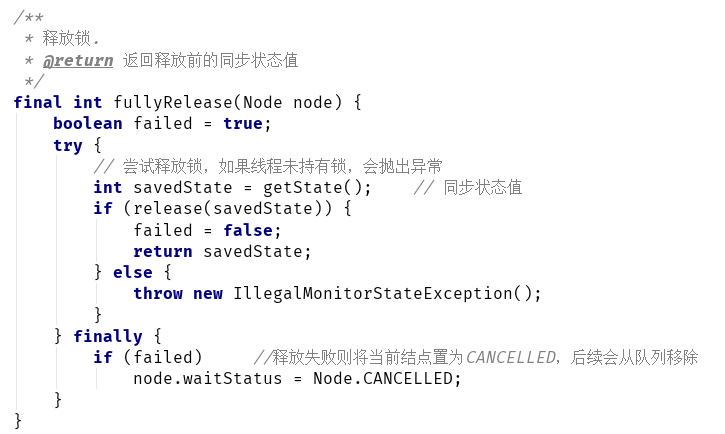 /**
 * 释放锁.
 * @return 返回释放前的同步状态值
 */
final int fullyRelease(Node node) {
    boolean failed = true;
    try {
        // 尝试释放锁，如果线程未持有锁，会抛出异常
        int savedState = getState();    // 同步状态值
        if (release(savedState)) {
            failed = false;
            return savedState;
        } else {
            throw new IllegalMonitorStateException();
        }
    } finally {
        if (failed)     //释放失败则将当前结点置为CANCELLED，后续会从队列移除
            node.waitStatus = Node.CANCELLED;
    }
}